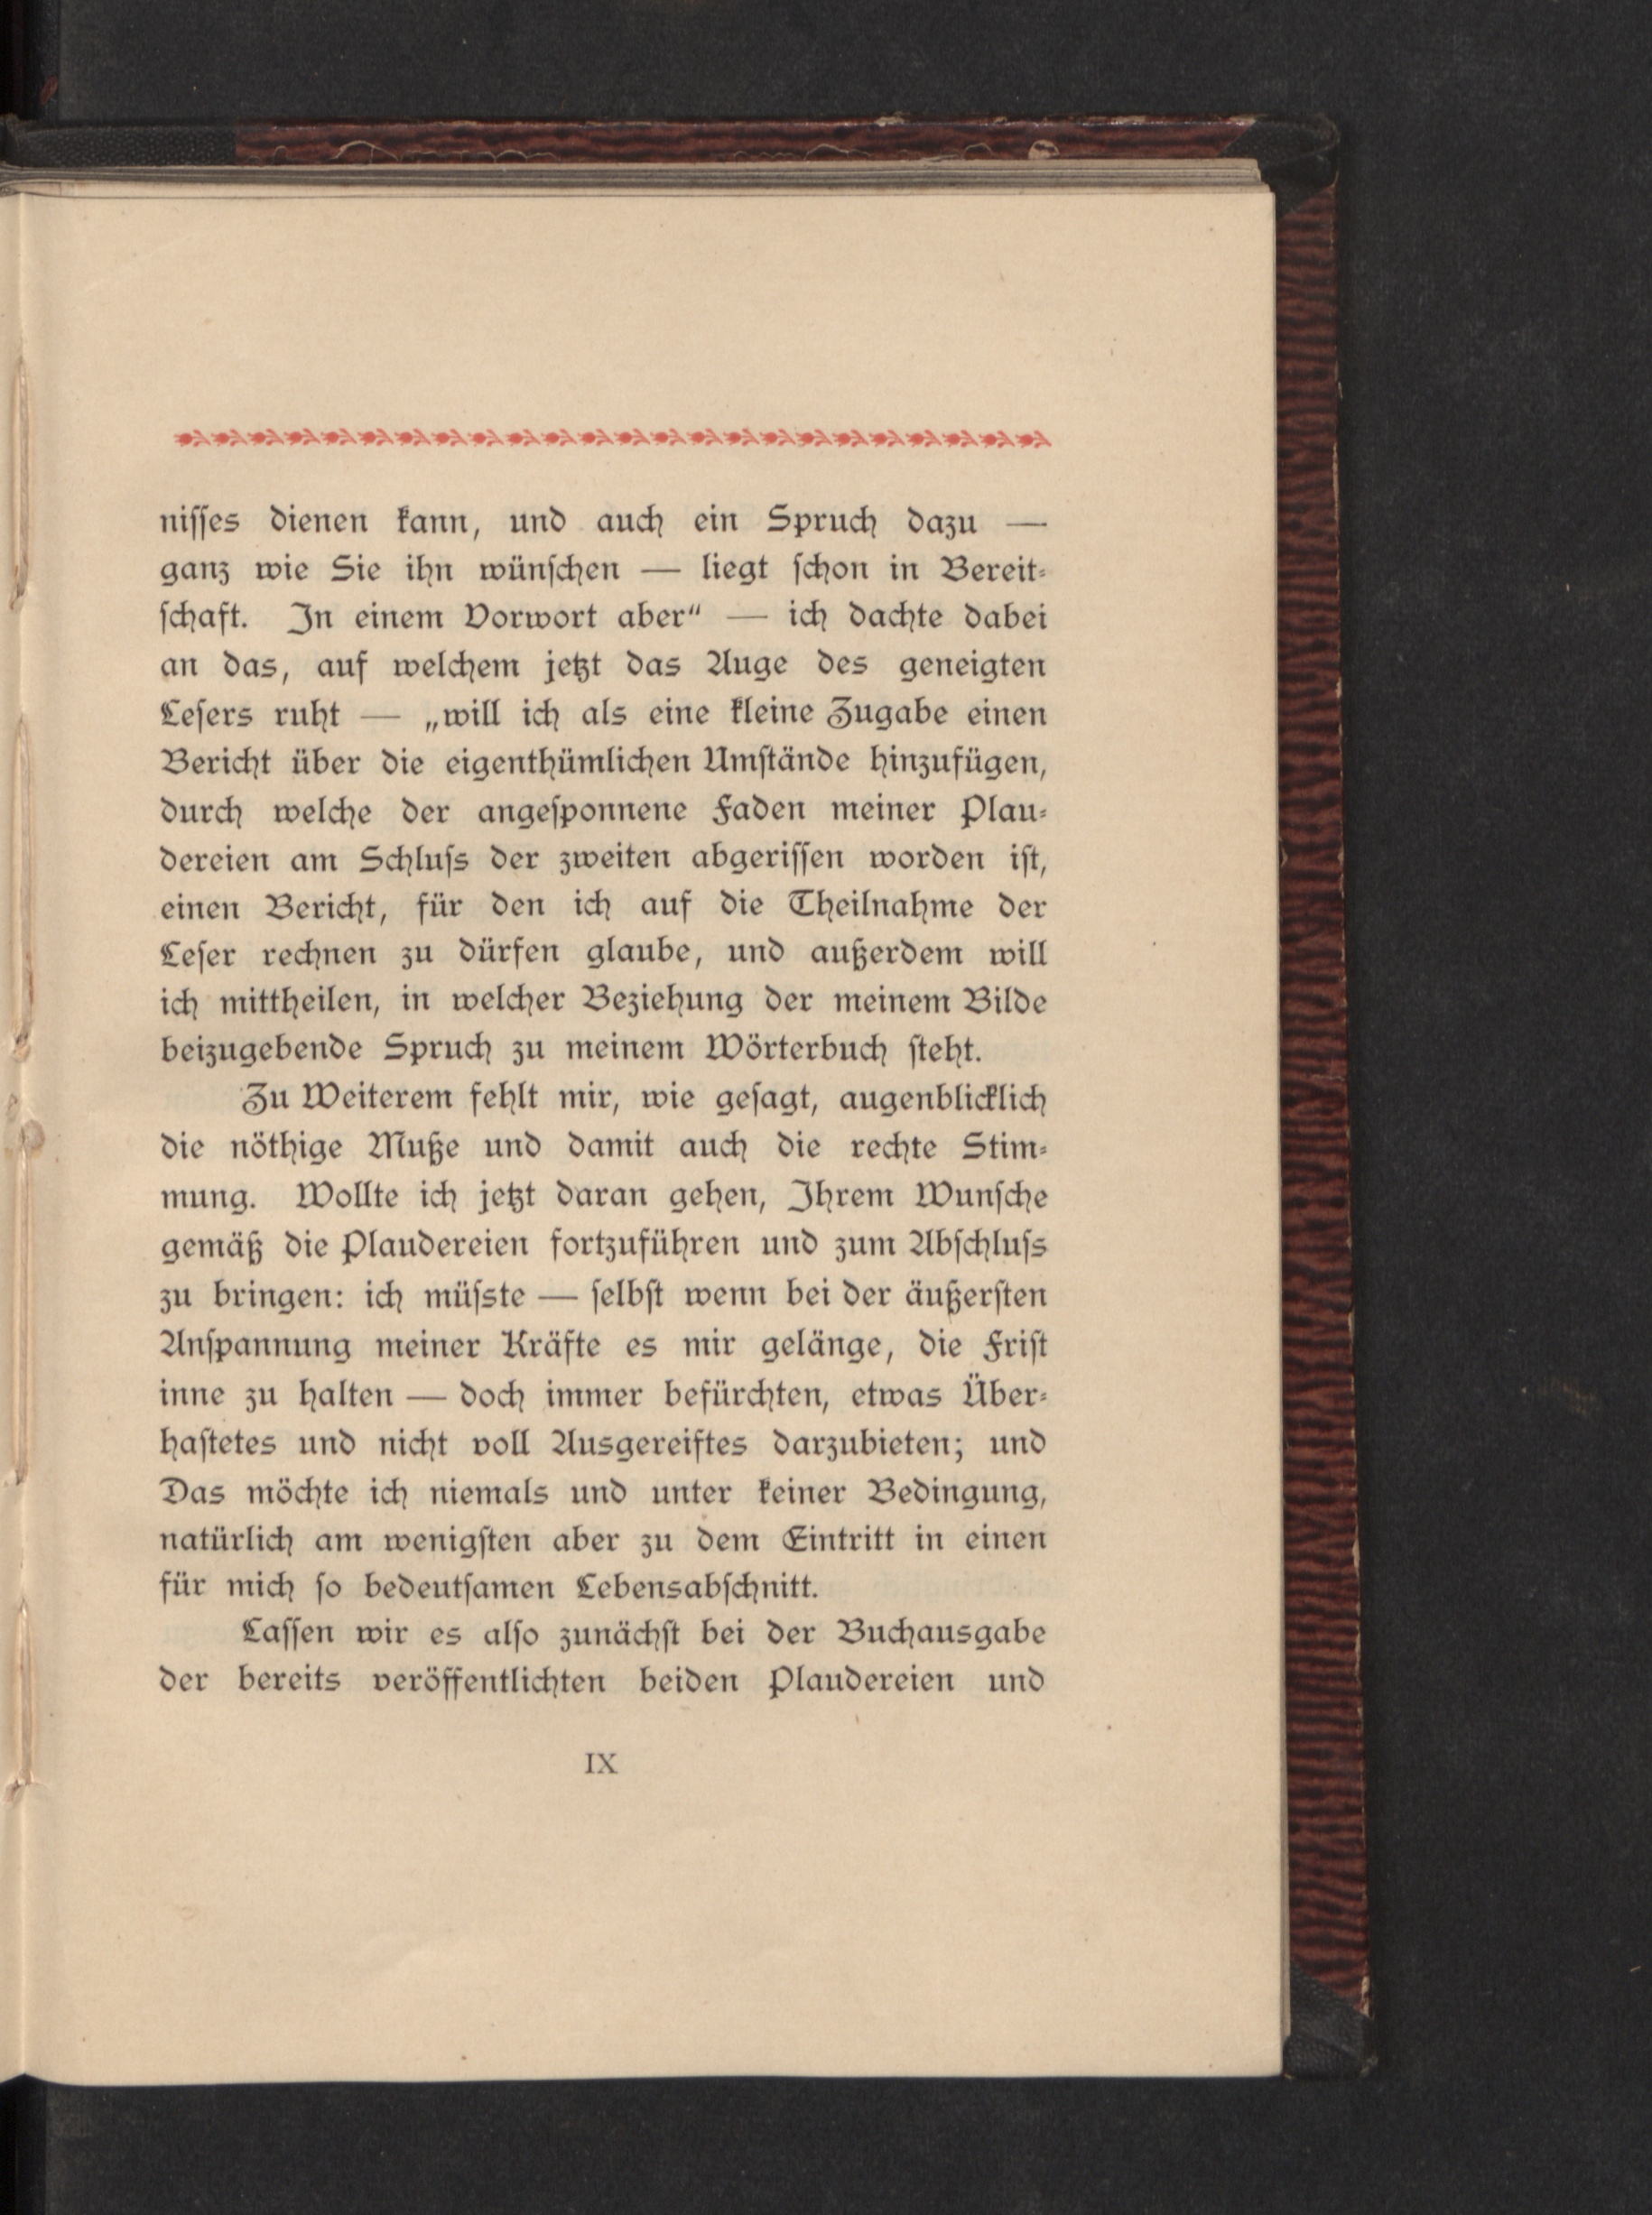 niſſes dienen kann, und auch ein Spruch dazu —
ganz wie Sie ihn wünſchen — liegt ſchon in Bereit⸗
ſchaft. In einem Vorwort aber“ — ich dachte dabei
an das, auf welchem jetzt das Auge des geneigten
Leſers ruht — „will ich als eine kleine Zugabe einen
Bericht über die eigenthümlichen Umſtände hinzufügen,
durch welche der angeſponnene Faden meiner Plau⸗
dereien am Schluſs der zweiten abgeriſſen worden iſt,
einen Bericht, für den ich auf die Theilnahme der
Leſer rechnen zu dürfen glaube, und außerdem will
ich mittheilen, in welcher Beziehung der meinem Bilde
beizugebende Spruch zu meinem Wörterbuch ſteht.
Zu Weiterem fehlt mir, wie geſagt, augenblicklich
die nöthige Muße und damit auch die rechte Stim⸗
mung. Wollte ich jetzt daran gehen, Ihrem Wunſche
gemäß die Plaudereien fortzuführen und zum Abſchluſs
zu bringen: ich müſste — ſelbſt wenn bei der äußerſten
Anſpannung meiner Kräfte es mir gelänge, die Friſt
inne zu halten — doch immer befürchten, etwas Über⸗
haſtetes und nicht voll Ausgereiftes darzubieten; und
Das möchte ich niemals und unter keiner Bedingung,
natürlich am wenigſten aber zu dem Eintritt in einen
für mich ſo bedeutſamen Lebensabſchnitt.
Laſſen wir es alſo zunächſt bei der Buchausgabe
der bereits veröffentlichten beiden Plaudereien und
IX